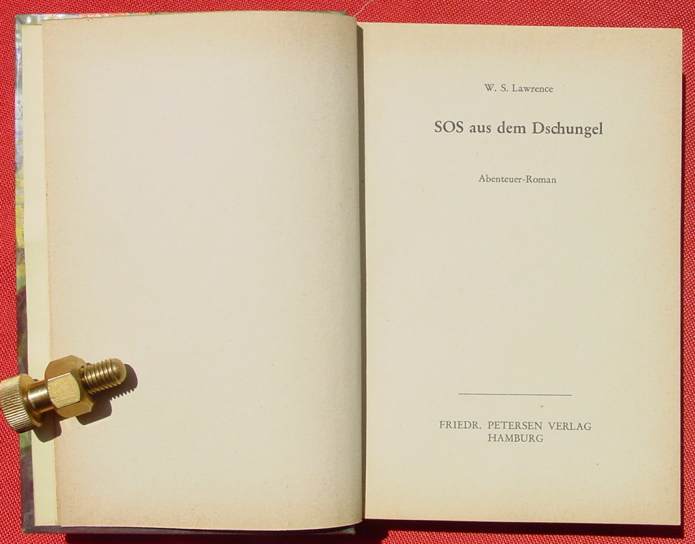 W. S. Lawrence
SOS aus dem Dschungel
Abenteuer-Roman
FRIEDR. PETERSEN VERLAG
HAMBURG